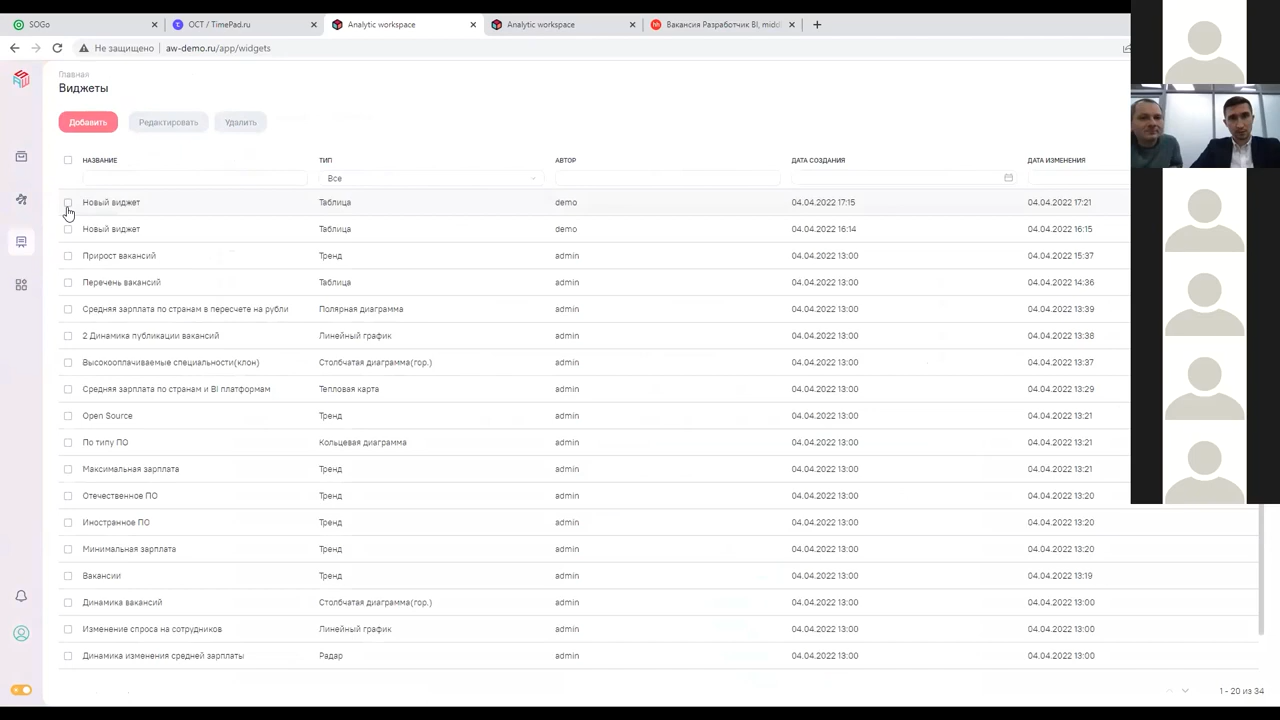 SOGo
OCT / TimePad.ru
Analytic workspace
Analytic workspace
Вакансия Разработчик BI, midd
Не защищено
aw-demo.ru/app/widgets
Главная
Виджеты
Добавить
Редактировать
Удалить
НАЗВАНИЕ ТИП АВТОР ДАТА СОЗДАНИЯ ДАТА ИЗМЕНЕНИЯ
Все
Новый виджет Таблица demo 04.04.2022 17:15 04.04.2022 17:21
Новый виджет Таблица demo 04.04.2022 16:14 04.04.2022 16:15
Прирост вакансий Тренд admin 04.04.2022 13:00 04.04.2022 15:37
Перечень вакансий Таблица admin 04.04.2022 13:00 04.04.2022 14:36
Средняя зарплата по странам в пересчете на рубли Полярная диаграмма admin 04.04.2022 13:00 04.04.2022 13:39
2 Динамика публикации вакансий Линейный график admin 04.04.2022 13:00 04.04.2022 13:38
Высокооплачиваемые специальности(клон) Столбчатая диаграмма(гор.) admin 04.04.2022 13:00 04.04.2022 13:37
Средняя зарплата по странам и BI платформам Тепловая карта admin 04.04.2022 13:00 04.04.2022 13:29
Open Source Тренд admin 04.04.2022 13:00 04.04.2022 13:21
По типу ПО Кольцевая диаграмма admin 04.04.2022 13:00 04.04.2022 13:21
Максимальная зарплата Тренд admin 04.04.2022 13:00 04.04.2022 13:21
Отечественное ПО Тренд admin 04.04.2022 13:00 04.04.2022 13:20
Иностранное ПО Тренд admin 04.04.2022 13:00 04.04.2022 13:20
Минимальная зарплата Тренд admin 04.04.2022 13:00 04.04.2022 13:20
Вакансии Тренд admin 04.04.2022 13:00 04.04.2022 13:19
Динамика вакансий Столбчатая диаграмма(гор.) admin 04.04.2022 13:00 04.04.2022 13:00
Изменение спроса на сотрудников Линейный график admin 04.04.2022 13:00 04.04.2022 13:00
Динамика изменения средней зарплаты Радар admin 04.04.2022 13:00 04.04.2022 13:00
1 - 20 из 34